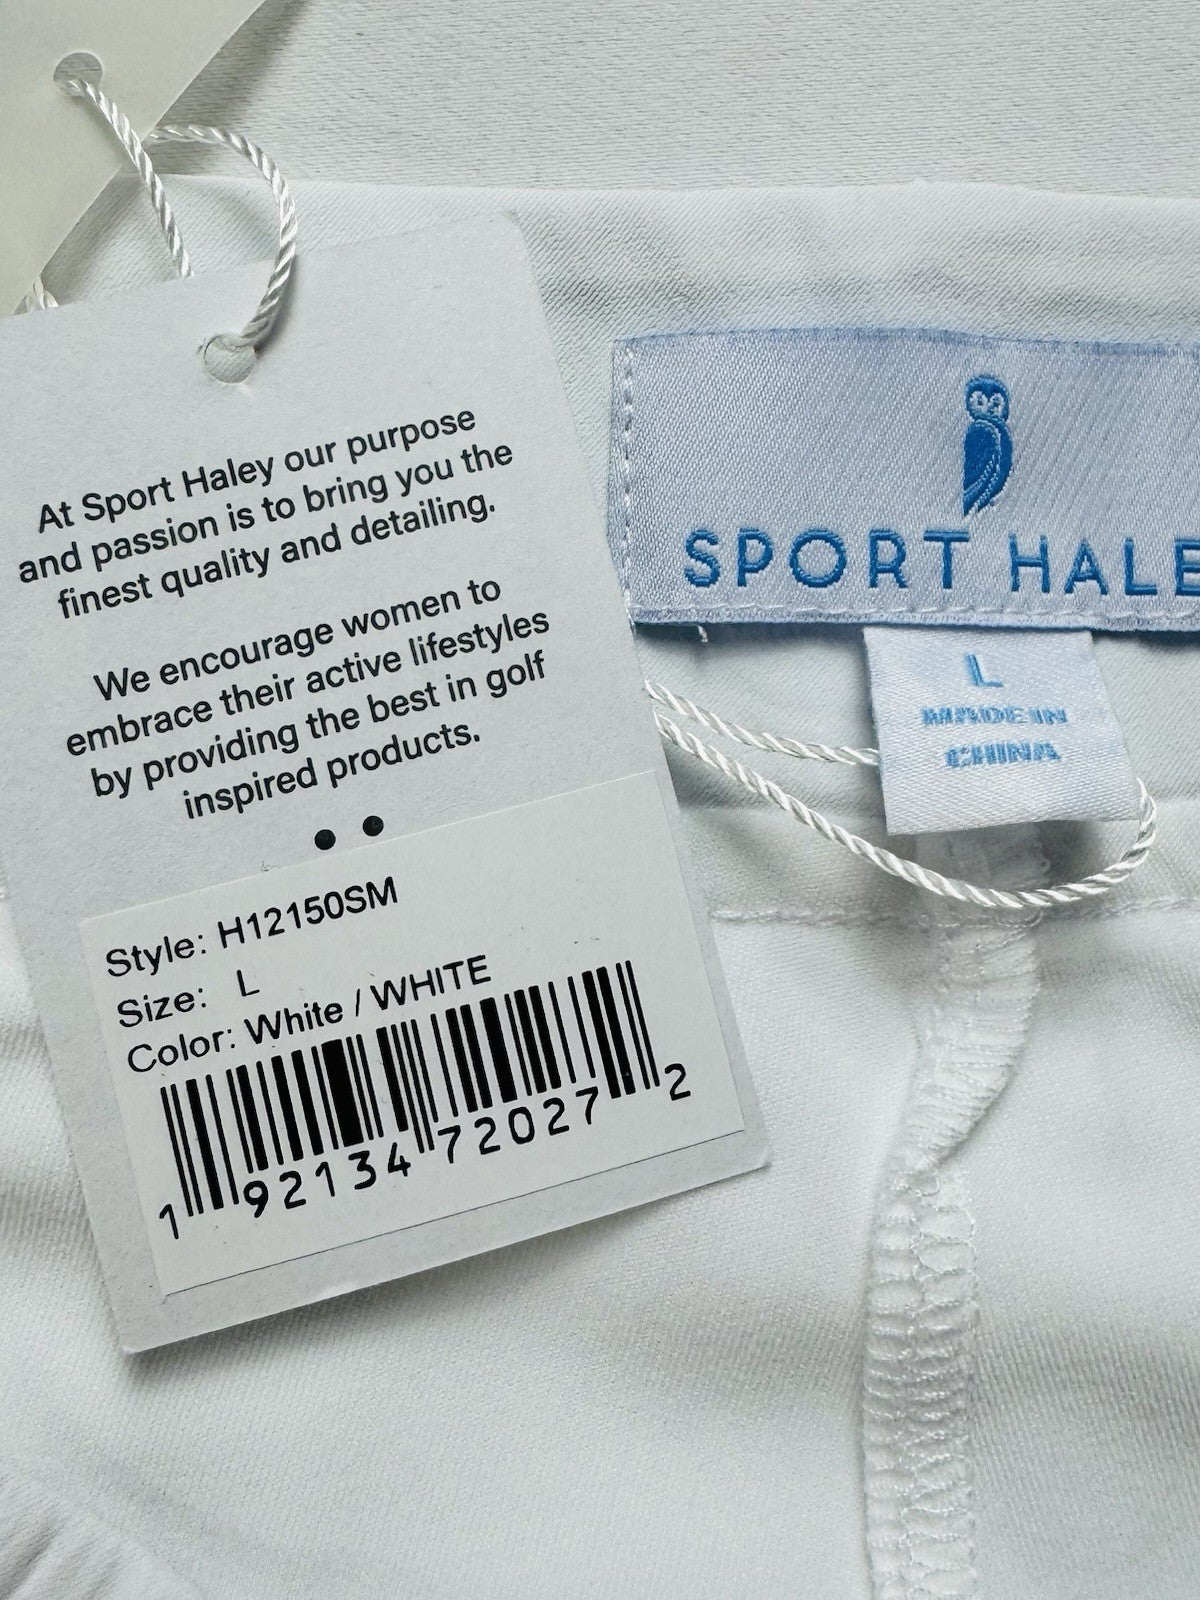 At Sport Haley our purpose
and passion is to bring you the
finest quality and detailing.
We encourage women to
embrace their active lifestyles
by providing the best in golf
inspired products.
Style: H12150SM
Size: L
Color: White / WHITE
1 92134 72027 2
SPORT HALE
L
MADE IN
CHINA